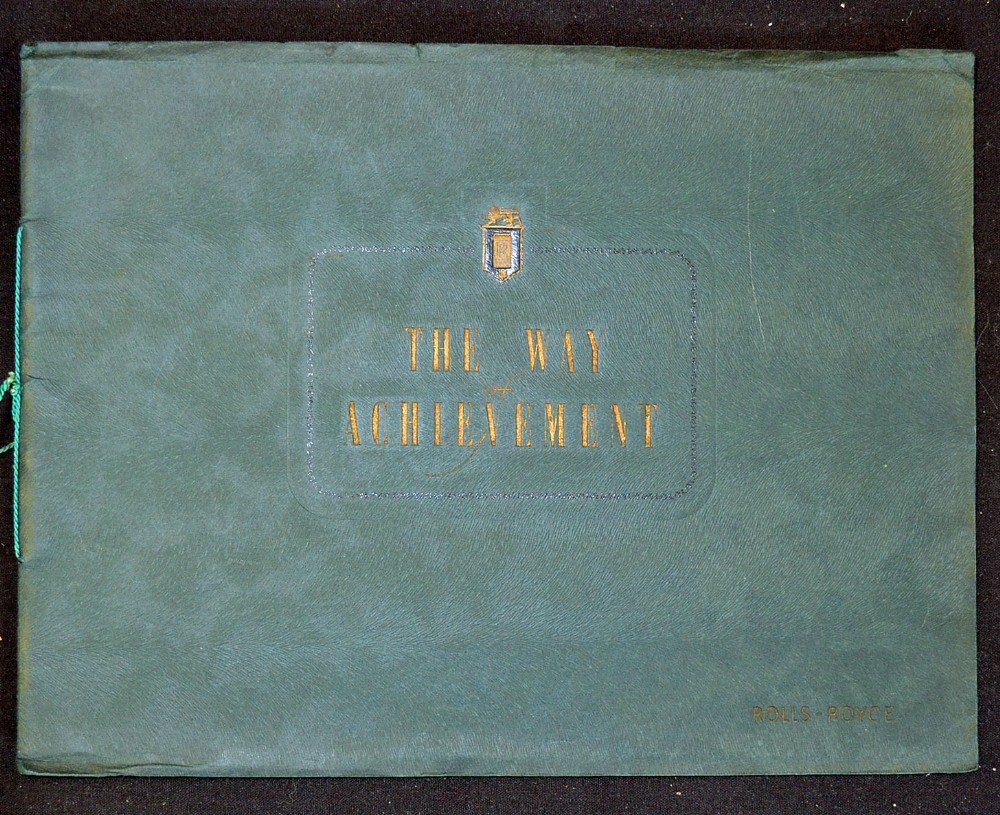 THE WAY
of
ACHIEVEMENT
ROLLS-ROYCE